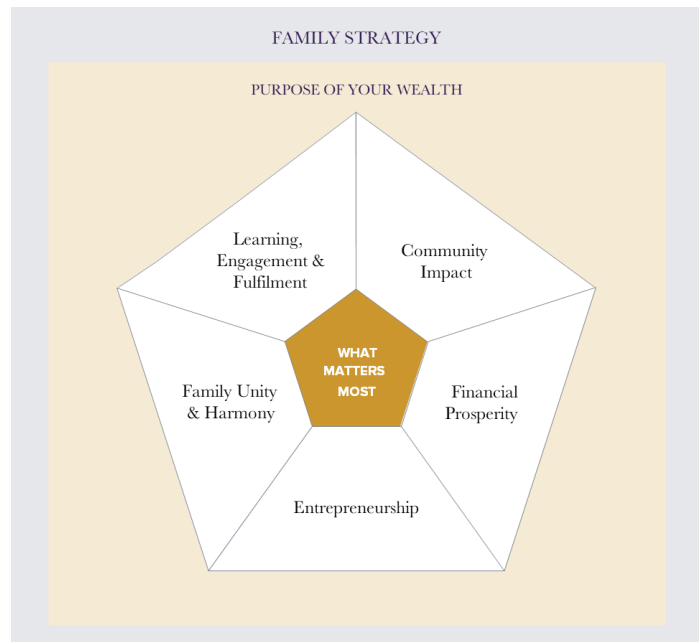 FAMILY STRATEGY
PURPOSE OF YOUR WEALTH
Learning,
Engagement &
Fulfilment
Community
Impact
WHAT
MATTERS
MOST
Family Unity
& Harmony
Financial
Prosperity
Entrepreneurship